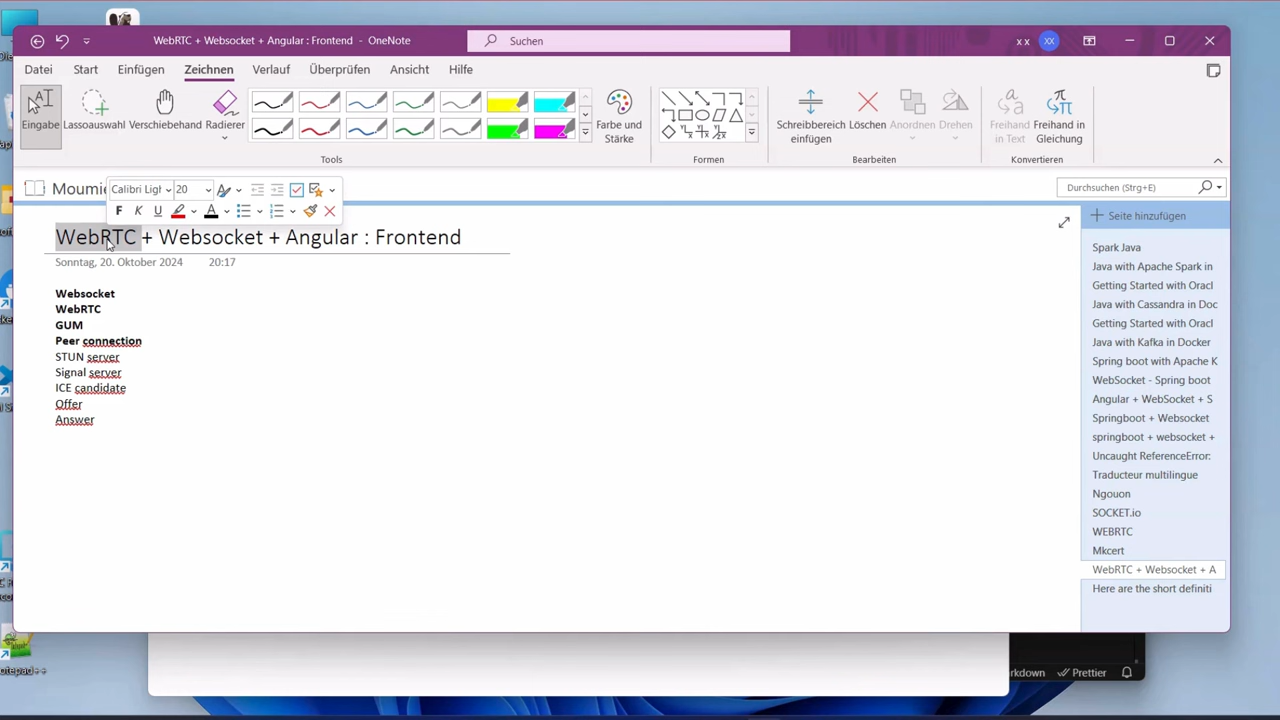 WebRTC + Websocket + Angular : Frontend - OneNote
Suchen
x x
XX
Datei
Start
Einfügen
Zeichnen
Verlauf
Überprüfen
Ansicht
Hilfe
Eingabe
Lassoauswahl
Verschiebehand
Radierer
Farbe und
Stärke
Schreibbereich
einfügen
Löschen
Anordnen
Drehen
Freihand
in Text
Freihand in
Gleichung
Tools
Formen
Bearbeiten
Konvertieren
Moumie
Calibri Ligh
20
F K U
Durchsuchen (Strg+E)
WebRTC + Websocket + Angular : Frontend
Sonntag, 20. Oktober 2024 20:17
Websocket
WebRTC
GUM
Peer connection
STUN server
Signal server
ICE candidate
Offer
Answer
Seite hinzufügen
Spark Java
Java with Apache Spark in
Getting Started with Oracl
Java with Cassandra in Doc
Getting Started with Oracl
Java with Kafka in Docker
Spring boot with Apache K
WebSocket - Spring boot
Angular + WebSocket + S
Springboot + Websocket
springboot + websocket +
Uncaught ReferenceError:
Traducteur multilingue
Ngouon
SOCKET.io
WEBRTC
Mkcert
WebRTC + Websocket + A
Here are the short definiti
rkdown
Prettier
otepad++